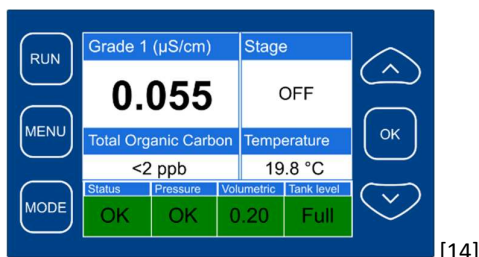 RUN
MENU
MODE
Grade 1 (µS/cm)
Stage
0.055
OFF
Total Organic Carbon
Temperature
<2 ppb
19.8 °C
Status
Pressure
Volumetric
Tank level
OK
OK
0.20
Full
OK
[14]